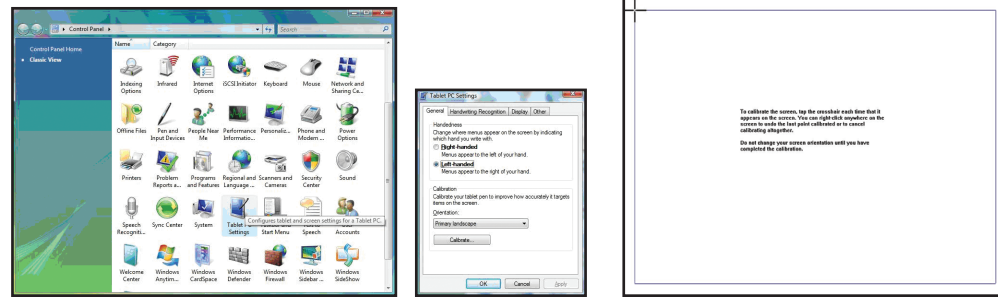 Control Panel
Search
Control Panel Home
Classic View
Name Category
Indexing Options
Infrared
Internet Options
iSCSI Initiator
Keyboard
Mouse
Network and Sharing Ce...
Offline Files
Pen and Input Devices
People Near Me
Performance Informatio...
Personaliz...
Phone and Modem ...
Power Options
Printers
Problem Reports a...
Programs and Features
Regional and Language ...
Scanners and Cameras
Security Center
Sound
Speech Recogniti...
Sync Center
System
Tablet P
Settings
Configures tablet and screen settings for a Tablet PC.
Start Menu
Speech
Accounts
Welcome Center
Windows Anytim...
Windows CardSpace
Windows Defender
Windows Firewall
Windows Sidebar ...
Windows SideShow
Tablet PC Settings
General Handwriting Recognition Display Other
Handedness
Change where menus appear on the screen by indicating
which hand you write with.
Right-handed
Menus appear to the left of your hand.
Left-handed
Menus appear to the right of your hand.
Calibration
Calibrate your tablet pen to improve how accurately it targets
items on the screen.
Orientation:
Primary landscape
Calibrate...
OK Cancel Apply
To calibrate the screen, tap the crosshair each time that it
appears on the screen. You can right-click anywhere on the
screen to undo the last point calibrated or to cancel
calibrating altogether.
Do not change your screen orientation until you have
completed the calibration.